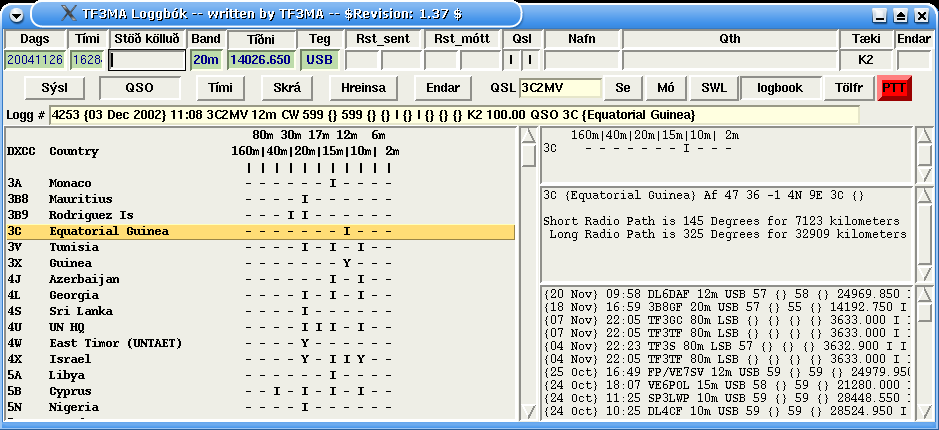 TF3MA Loggbók -- written by TF3MA -- $Revision: 1.37 $
Dags Tími Stöð kölluð Band Tíðni Teg Rst_sent Rst_mótt Qsl Nafn Qth Tæki Endar
20041126 1628 20m 14026.650 USB I I K2
Sýsl QSO Tími Skrá Hreinsa Endar QSL 3C2MV Se Mó SWL logbook Tölfr PTT
Logg # 4253 {03 Dec 2002} 11:08 3C2MV 12m CW 599 {} 599 {} {} I {} I {} {} {} K2 100.00 QSO 3C {Equatorial Guinea}
80m 30m 17m 12m 6m
DXCC Country 160m|40m|20m|15m|10m| 2m
| | | | | | | | | | |
3A Monaco - - - - - - I - - - -
3B8 Mauritius - - - - I - - - - - -
3B9 Rodriguez Is - - - I I - - - - - -
3C Equatorial Guinea - - - - - - - I - - -
3V Tunisia - - - - I - I - I - -
3X Guinea - - - - - - - Y - - -
4J Azerbaijan - - - - - - I - I - -
4L Georgia - - - - I - I - I - -
4S Sri Lanka - - - - I - - - - - -
4U UN HQ - - - - I I I - I - -
4W East Timor (UNTAET) - - - - Y - - - - - -
4X Israel - - - - Y - I I Y - -
5A Libya - - - - - - I - - - -
5B Cyprus - - I - I - I - I - -
5N Nigeria - - - - I - - - - - -
160m|40m|20m|15m|10m| 2m
3C - - - - - - - I - - -
3C {Equatorial Guinea} Af 47 36 -1 4N 9E 3C {}
Short Radio Path is 145 Degrees for 7123 kilometers
Long Radio Path is 325 Degrees for 32909 kilometers
{20 Nov} 09:58 DL6DAF 12m USB 57 {} 58 {} 24969.850 I
{18 Nov} 16:59 3B8GF 20m USB 57 {} 55 {} 14192.750 I
{07 Nov} 22:05 TF3GC 80m LSB {} {} {} {} 3633.000 I I
{07 Nov} 22:05 TF3TF 80m LSB {} {} {} {} 3633.000 I I
{04 Nov} 22:23 TF3S 80m LSB 57 {} {} {} 3632.900 I I
{04 Nov} 22:05 TF3TF 80m LSB {} {} {} {} 3633.000 I I
{25 Oct} 16:49 FP/VE7SV 12m USB 59 {} 57 {} 24979.950
{24 Oct} 18:07 VE6POL 15m USB 58 {} 59 {} 21280.000 I
{24 Oct} 11:25 SP3LWP 10m USB 59 {} 59 {} 28448.550 I
{24 Oct} 10:25 DL4CF 10m USB 59 {} 59 {} 28524.950 I